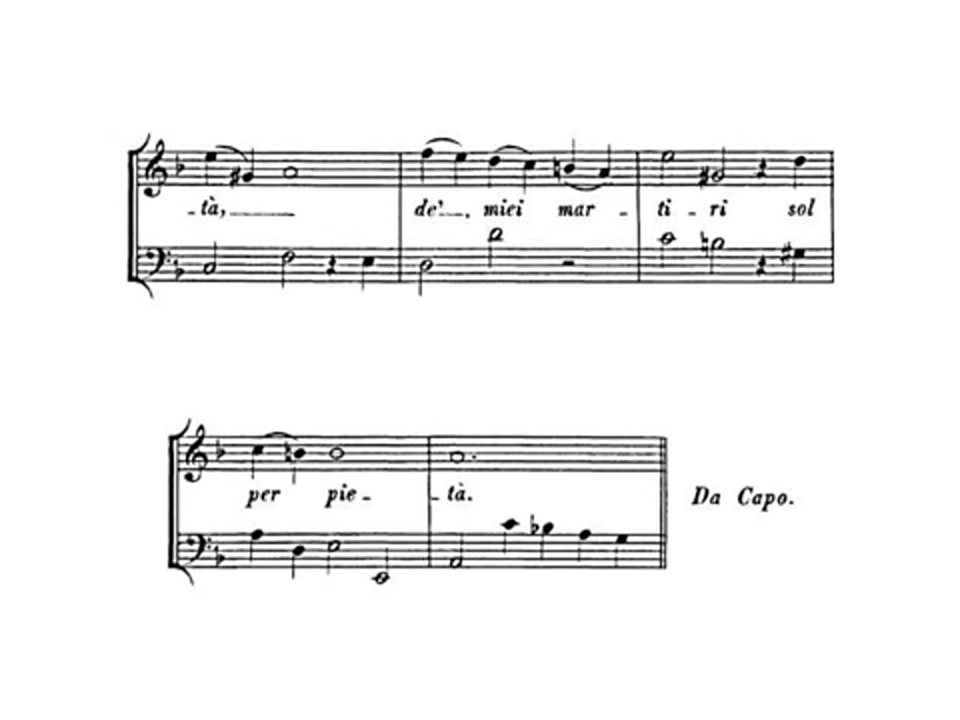 - tà, de' miei mar - ti - ri sol
per pie - - tà. Da Capo.